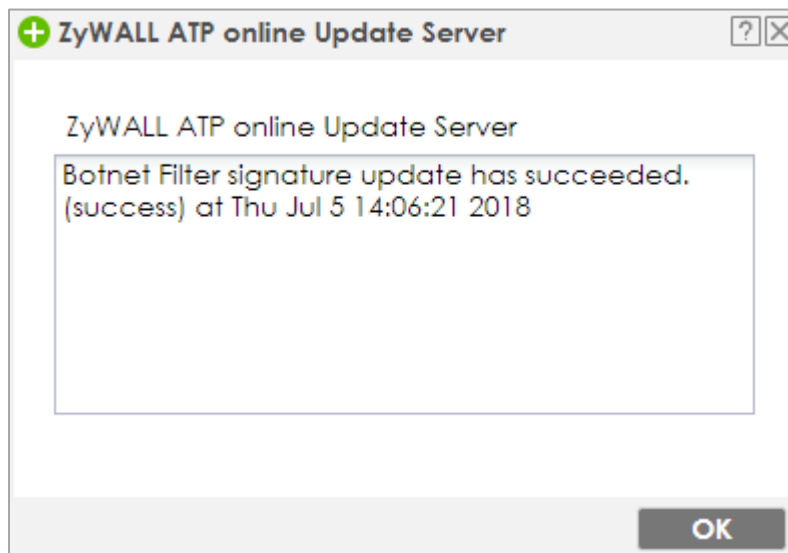 ZyWALL ATP online Update Server
ZyWALL ATP online Update Server
Botnet Filter signature update has succeeded.
(success) at Thu Jul 5 14:06:21 2018
OK